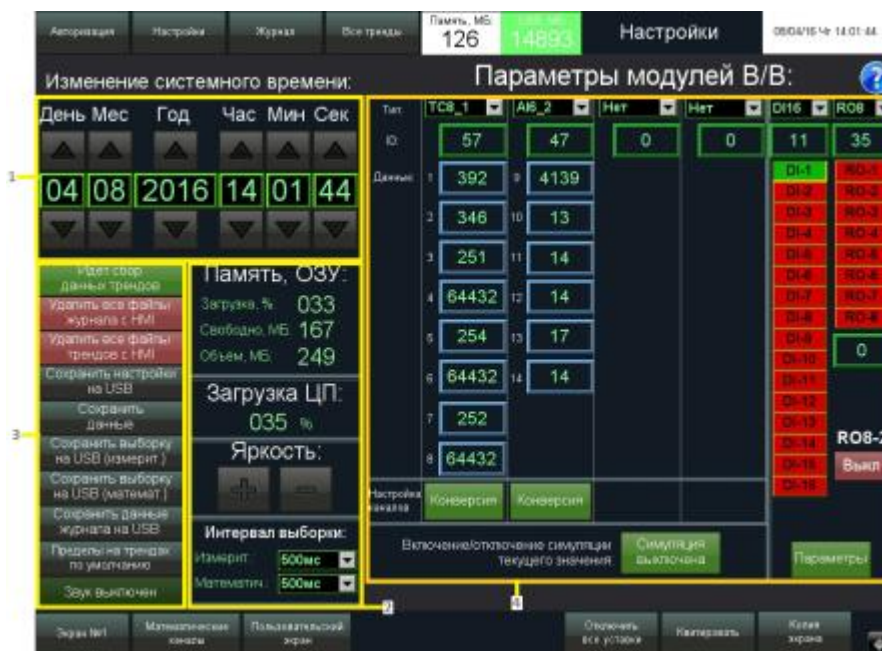 Авторизация Настройки Журнал Все тренды Память, МБ: 126 14893 Настройки 14:01:44
Изменение системного времени: Параметры модулей В/В: ?
День Мес Год Час Мин Сек
04 08 2016 14 01 44
1
Идет сбор данных трендов
Удалить все файлы журнала с HMI
Удалить все файлы трендов с HMI
Сохранить настройки на USB
Сохранить данные
Сохранить выборку на USB (измерит.)
Сохранить выборку на USB (математ.)
Сохранить данные журнала на USB
Пределы на трендах по умолчанию
Звук выключен
3
Память, ОЗУ:
Загрузка, % 033
Свободно, МБ: 167
Объём, МБ: 249
Загрузка ЦП:
035 %
Яркость:
+ −
Интервал выборки:
Измерит.: 500мс
Математич.: 500мс
2
Тип: TC8_1 AI6_2 Нет Нет DI16 RO8
ID: 57 47 0 0 11 35
Данные: 1 392 9 4139
2 346 10 13
3 251 11 14
4 64432 12 14
5 254 13 17
6 64432 14 14
7 252
8 64432
DI-1 RO-1
DI-2 RO-2
DI-3 RO-3
DI-4 RO-4
DI-5 RO-5
DI-6 RO-6
DI-7 RO-7
DI-8 RO-8
DI-9
DI-10
DI-11
DI-12
DI-13
DI-14
DI-15
DI-16
0
RO8-2
Выкл
Настройка каналов Конверсия Конверсия
Включение/отключение симуляции текущего значения Симуляция выключена Параметры
4
Экран №1 Математические каналы Пользовательский экран Отключить все уставки Квитировать Копия экрана